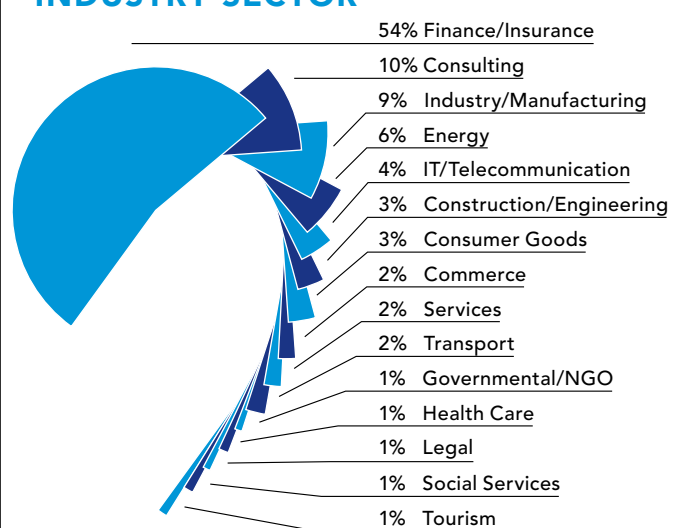 INDUSTRY SECTOR
54% Finance/Insurance
10% Consulting
9% Industry/Manufacturing
6% Energy
4% IT/Telecommunication
3% Construction/Engineering
3% Consumer Goods
2% Commerce
2% Services
2% Transport
1% Governmental/NGO
1% Health Care
1% Legal
1% Social Services
1% Tourism